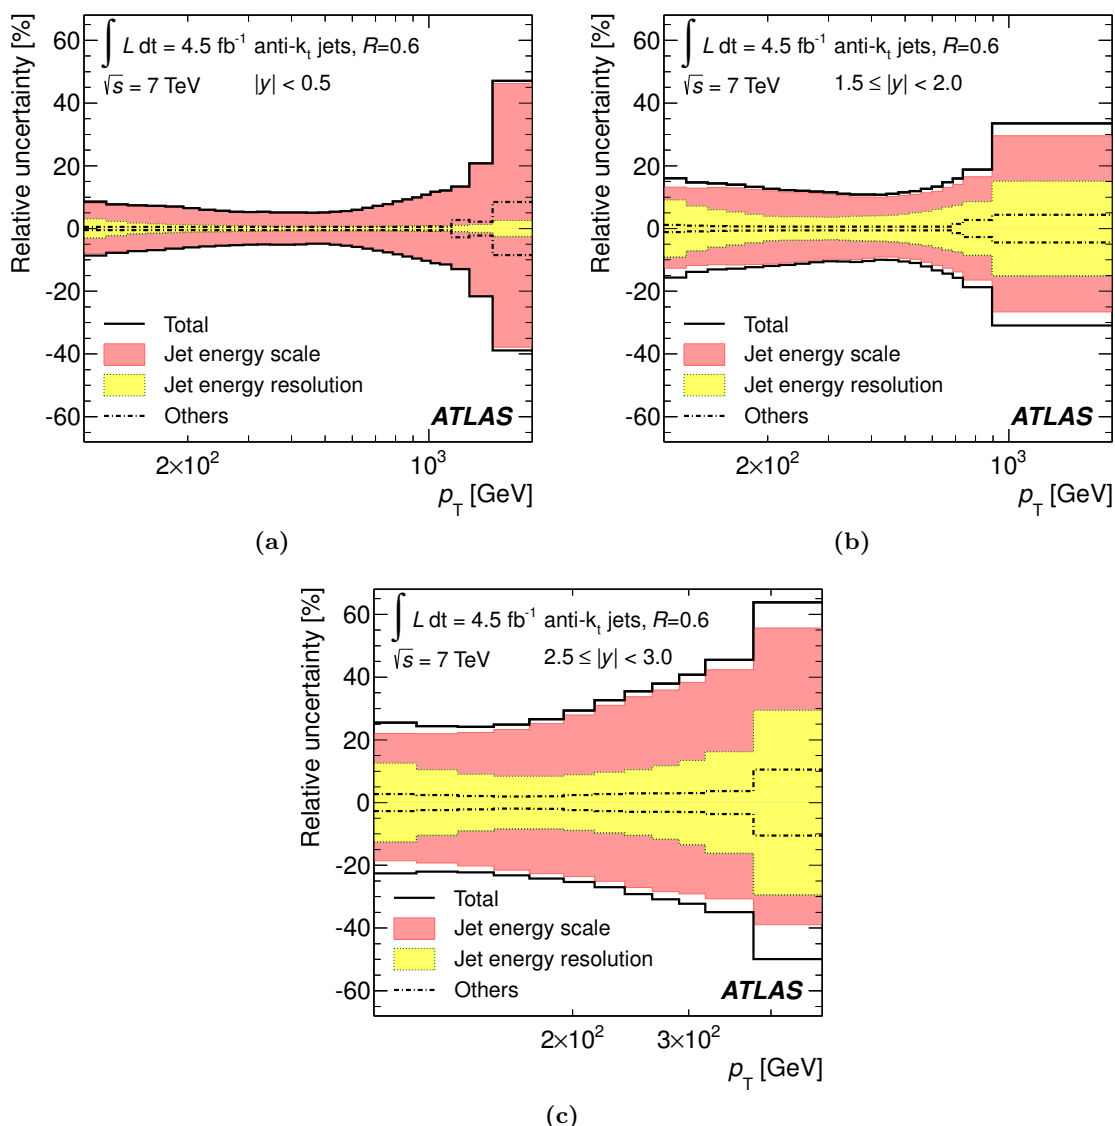 Relative uncertainty [%]
60
40
20
0
-20
-40
-60
∫ L dt = 4.5 fb⁻¹ anti-kₜ jets, R=0.6
√s = 7 TeV |y| < 0.5
Total
Jet energy scale
Jet energy resolution
Others
ATLAS
2×10² 10³
p_T [GeV]
(a)
Relative uncertainty [%]
60
40
20
0
-20
-40
-60
∫ L dt = 4.5 fb⁻¹ anti-kₜ jets, R=0.6
√s = 7 TeV 1.5 ≤ |y| < 2.0
Total
Jet energy scale
Jet energy resolution
Others
ATLAS
2×10² 10³
p_T [GeV]
(b)
Relative uncertainty [%]
60
40
20
0
-20
-40
-60
∫ L dt = 4.5 fb⁻¹ anti-kₜ jets, R=0.6
√s = 7 TeV 2.5 ≤ |y| < 3.0
Total
Jet energy scale
Jet energy resolution
Others
ATLAS
2×10² 3×10²
p_T [GeV]
(c)